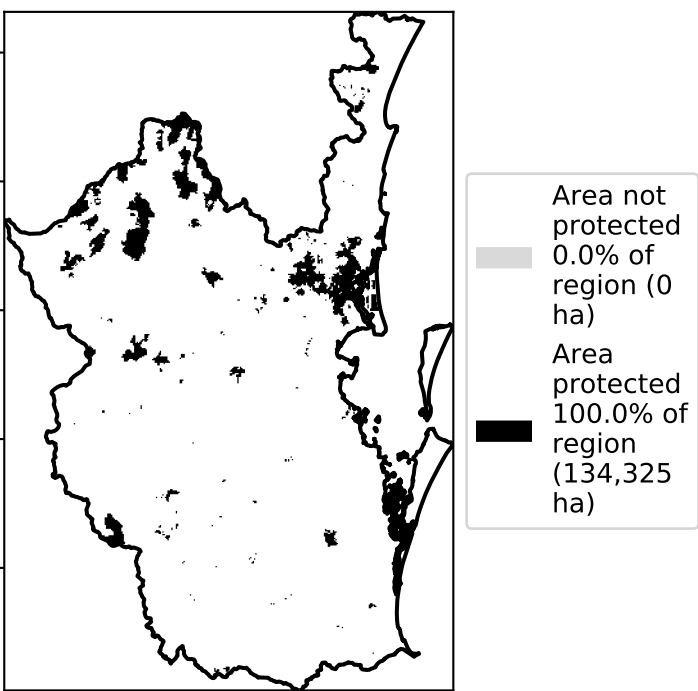 Area not
protected
0.0% of
region (0
ha)
Area
protected
100.0% of
region
(134,325
ha)